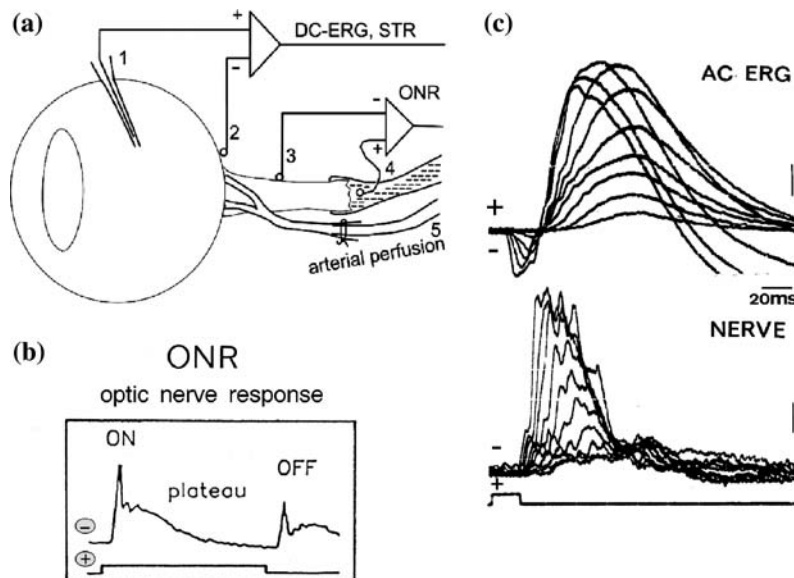 (a)
+
DC-ERG, STR
-
1
2
3
-
ONR
+
4
5
arterial perfusion
(b)
ONR
optic nerve response
ON
OFF
plateau
-
+
(c)
AC ERG
+
-
20ms
NERVE
-
+